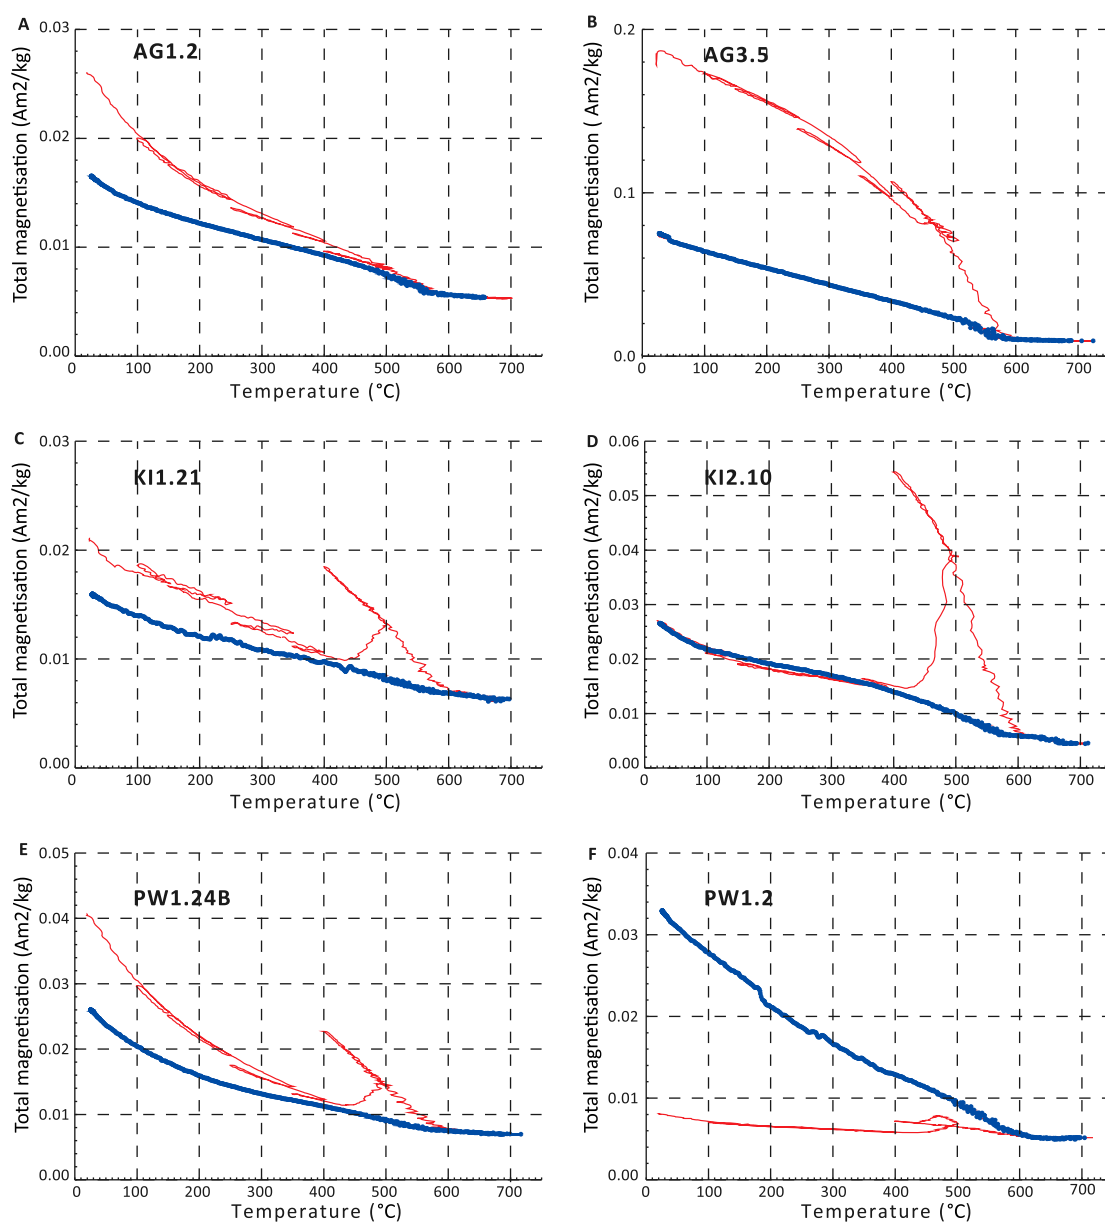 A
0.03
AG1.2
Total magnetisation (Am2/kg)
0.02
0.01
0.00
0 100 200 300 400 500 600 700
Temperature (°C)
B
0.2
AG3.5
Total magnetisation ( Am2/kg)
0.1
0.0
0 100 200 300 400 500 600 700
Temperature (°C)
C
0.03
KI1.21
Total magnetisation (Am2/kg)
0.02
0.01
0.00
0 100 200 300 400 500 600 700
Temperature (°C)
D
0.06
KI2.10
Total magnetisation (Am2/kg)
0.05
0.04
0.03
0.02
0.01
0.00
0 100 200 300 400 500 600 700
Temperature (°C)
E
0.05
PW1.24B
Total magnetisation (Am2/kg)
0.04
0.03
0.02
0.01
0.00
0 100 200 300 400 500 600 700
Temperature (°C)
F
0.04
PW1.2
Total magnetisation (Am2/kg)
0.03
0.02
0.01
0.00
0 100 200 300 400 500 600 700
Temperature (°C)